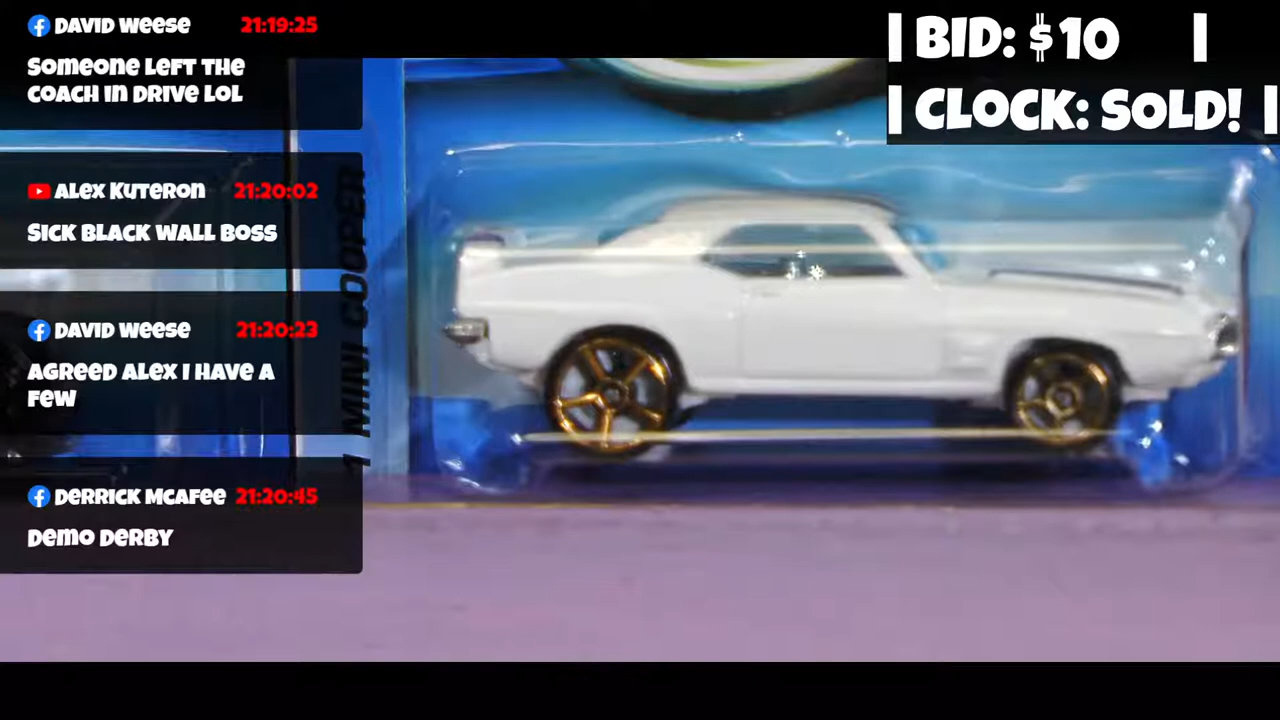 DAVID WEESE 21:19:25
SOMEONE LEFT THE
COACH IN DRIVE LOL
ALEX KUTERON 21:20:02
SICK BLACK WALL BOSS
DAVID WEESE 21:20:23
AGREED ALEX I HAVE A
FEW
DERRICK MCAFEE 21:20:45
DEMO DERBY
| BID: $10 |
| CLOCK: SOLD! |
1 MINI COOPER